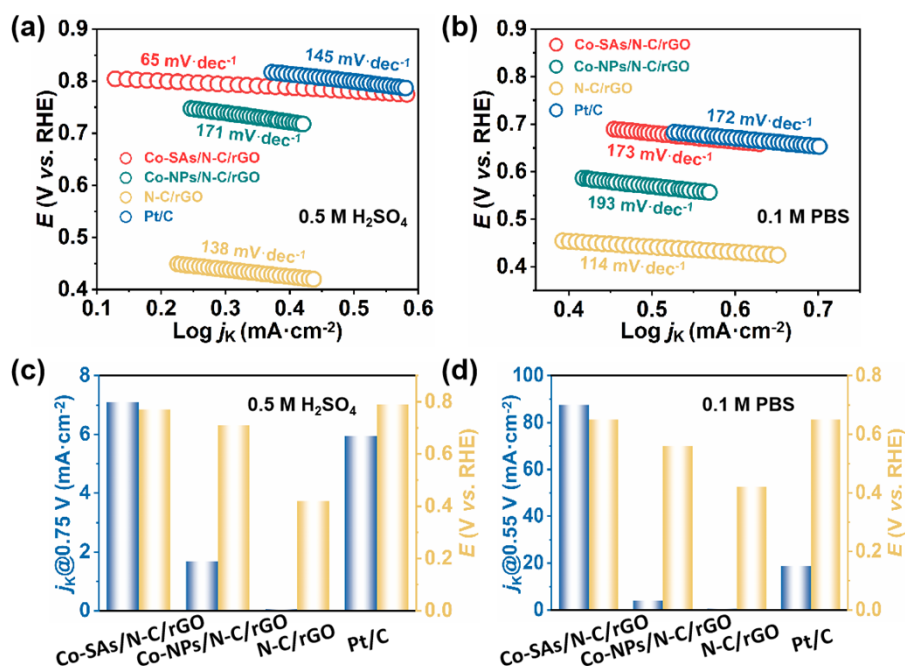 (a)
0.9
0.8
0.7
0.6
0.5
0.4
E (V vs. RHE)
65 mV·dec⁻¹
145 mV·dec⁻¹
171 mV·dec⁻¹
Co-SAs/N-C/rGO
Co-NPs/N-C/rGO
N-C/rGO
Pt/C
0.5 M H₂SO₄
138 mV·dec⁻¹
0.1 0.2 0.3 0.4 0.5 0.6
Log jK (mA·cm⁻²)
(b)
0.9
0.8
0.7
0.6
0.5
0.4
E (V vs. RHE)
Co-SAs/N-C/rGO
Co-NPs/N-C/rGO
N-C/rGO
Pt/C
172 mV·dec⁻¹
173 mV·dec⁻¹
193 mV·dec⁻¹
0.1 M PBS
114 mV·dec⁻¹
0.4 0.5 0.6 0.7
Log jK (mA·cm⁻²)
(c)
8
6
4
2
0
jK@0.75 V (mA·cm⁻²)
0.5 M H₂SO₄
0.8
0.6
0.4
0.2
0.0
E (V vs. RHE)
Co-SAs/N-C/rGO
Co-NPs/N-C/rGO
N-C/rGO
Pt/C
(d)
100
80
60
40
20
0
jK@0.55 V (mA·cm⁻²)
0.1 M PBS
0.8
0.6
0.4
0.2
0.0
E (V vs. RHE)
Co-SAs/N-C/rGO
Co-NPs/N-C/rGO
N-C/rGO
Pt/C